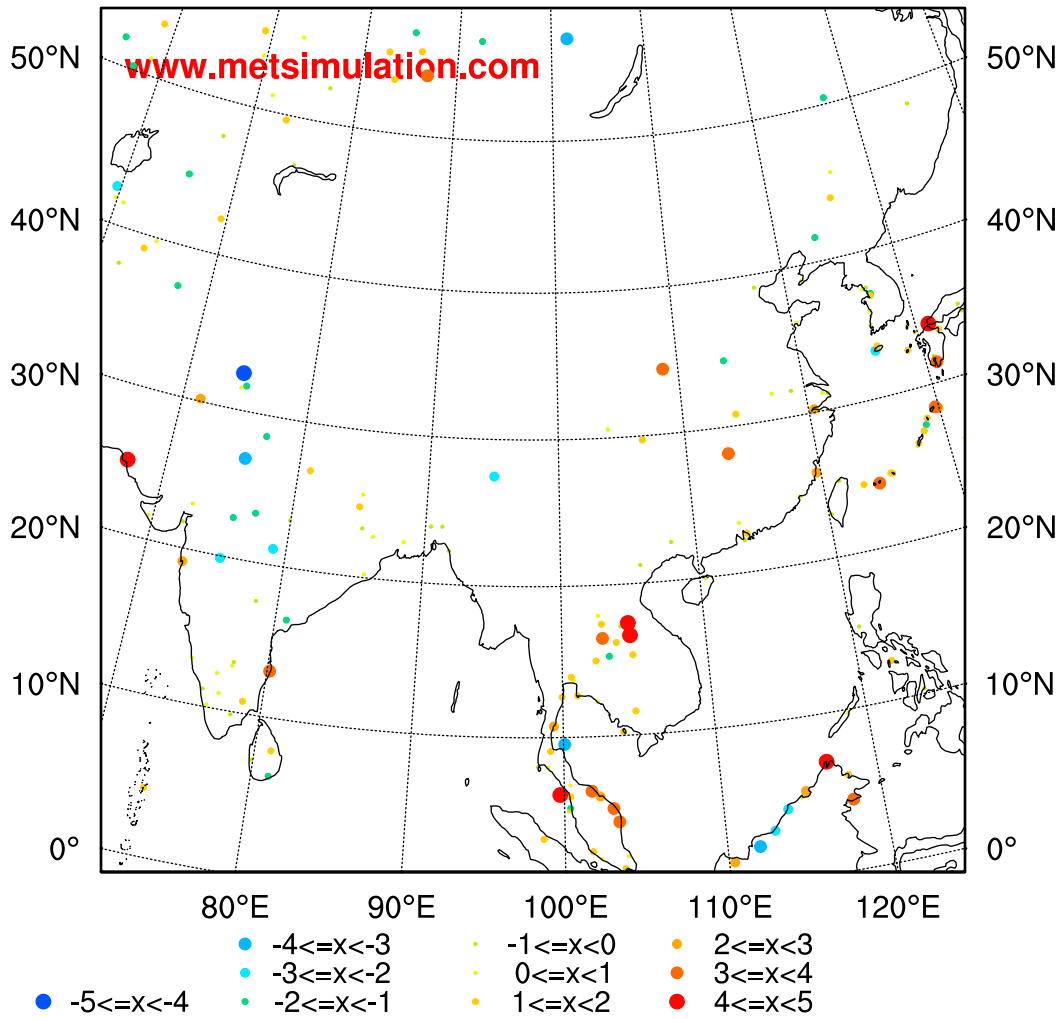 50°N 50°N
www.metsimulation.com
40°N 40°N
30°N 30°N
20°N 20°N
10°N 10°N
0° 0°
80°E 90°E 100°E 110°E 120°E
-4<=x<-3 -1<=x<0 2<=x<3
-3<=x<-2 0<=x<1 3<=x<4
-5<=x<-4 -2<=x<-1 1<=x<2 4<=x<5